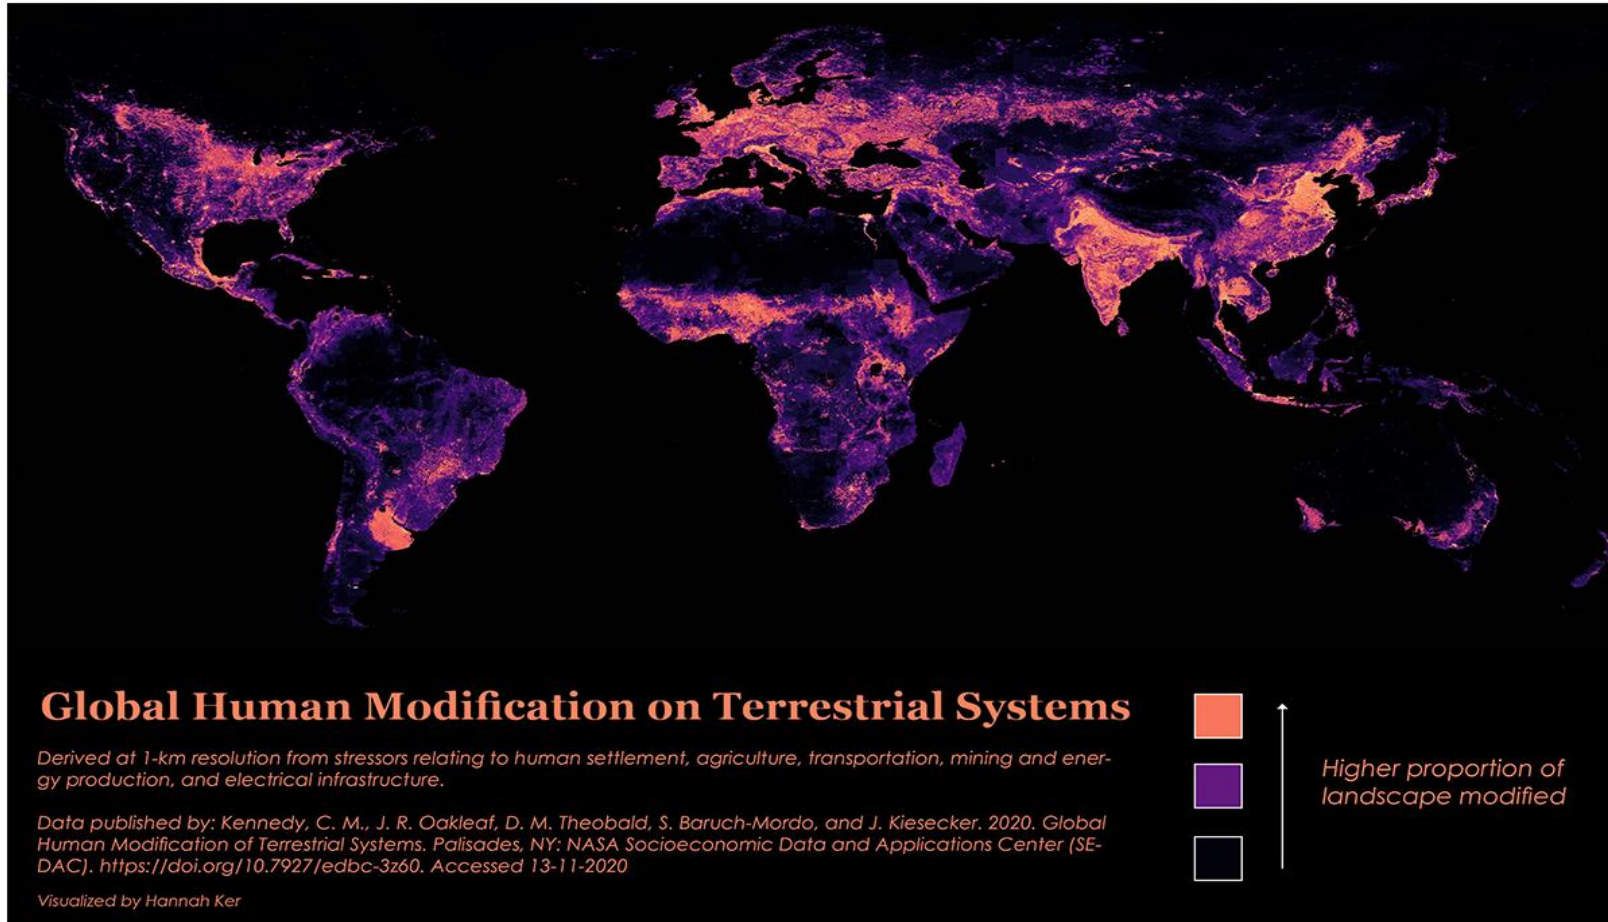 Global Human Modification on Terrestrial Systems
Derived at 1-km resolution from stressors relating to human settlement, agriculture, transportation, mining and ener-
gy production, and electrical infrastructure.
Data published by: Kennedy, C. M., J. R. Oakleaf, D. M. Theobald, S. Baruch-Mordo, and J. Kiesecker. 2020. Global
Human Modification of Terrestrial Systems. Palisades, NY: NASA Socioeconomic Data and Applications Center (SE-
DAC). https://doi.org/10.7927/edbc-3z60. Accessed 13-11-2020
Visualized by Hannah Ker
Higher proportion of
landscape modified